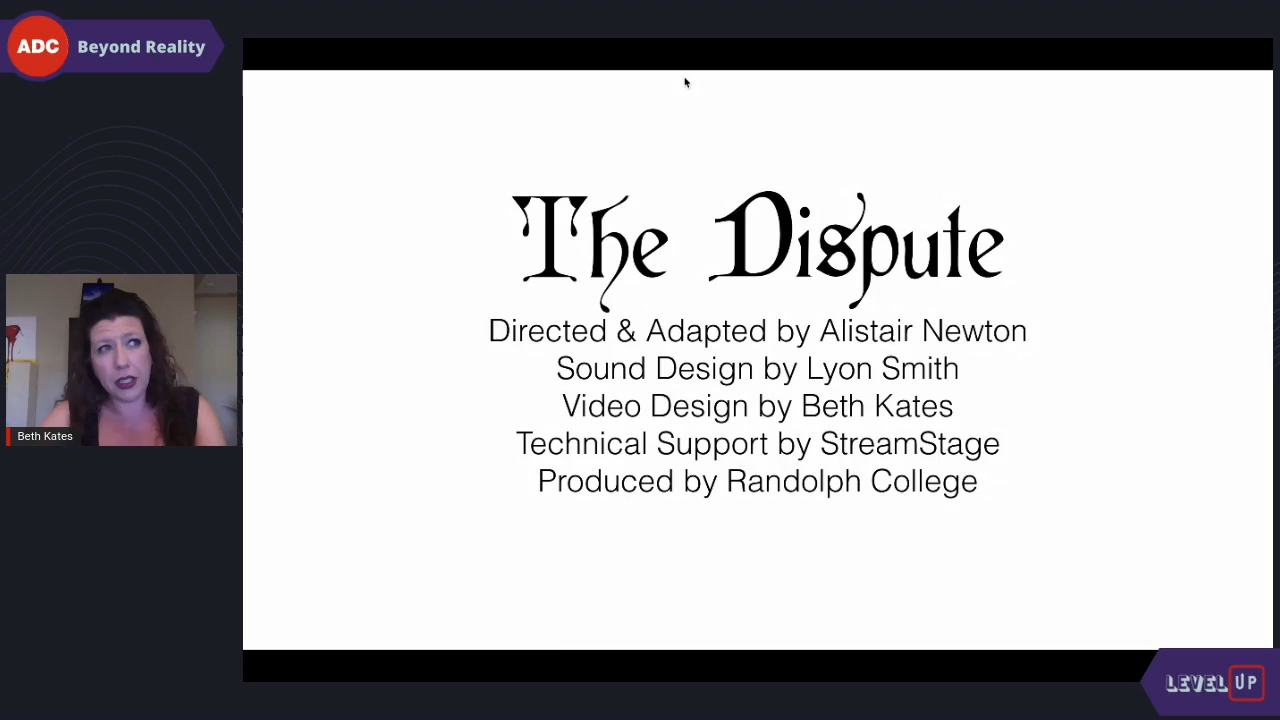 ADC Beyond Reality
The Dispute
Directed & Adapted by Alistair Newton
Sound Design by Lyon Smith
Video Design by Beth Kates
Technical Support by StreamStage
Produced by Randolph College
Beth Kates
LEVEL UP